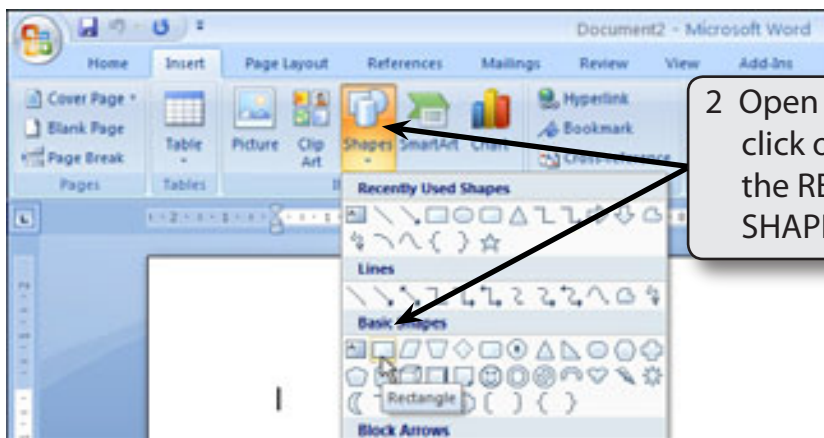 Document2 - Microsoft Word
Home Insert Page Layout References Mailings Review View Add-Ins
Cover Page
Blank Page
Page Break
Table
Picture
Clip
Art
Shapes
SmartArt
Chart
Hyperlink
Bookmark
Cross-reference
Pages
Tables
2 Open
click
the
Recently Used Shapes
Lines
Basic Shapes
Rectangle
Block Arrows